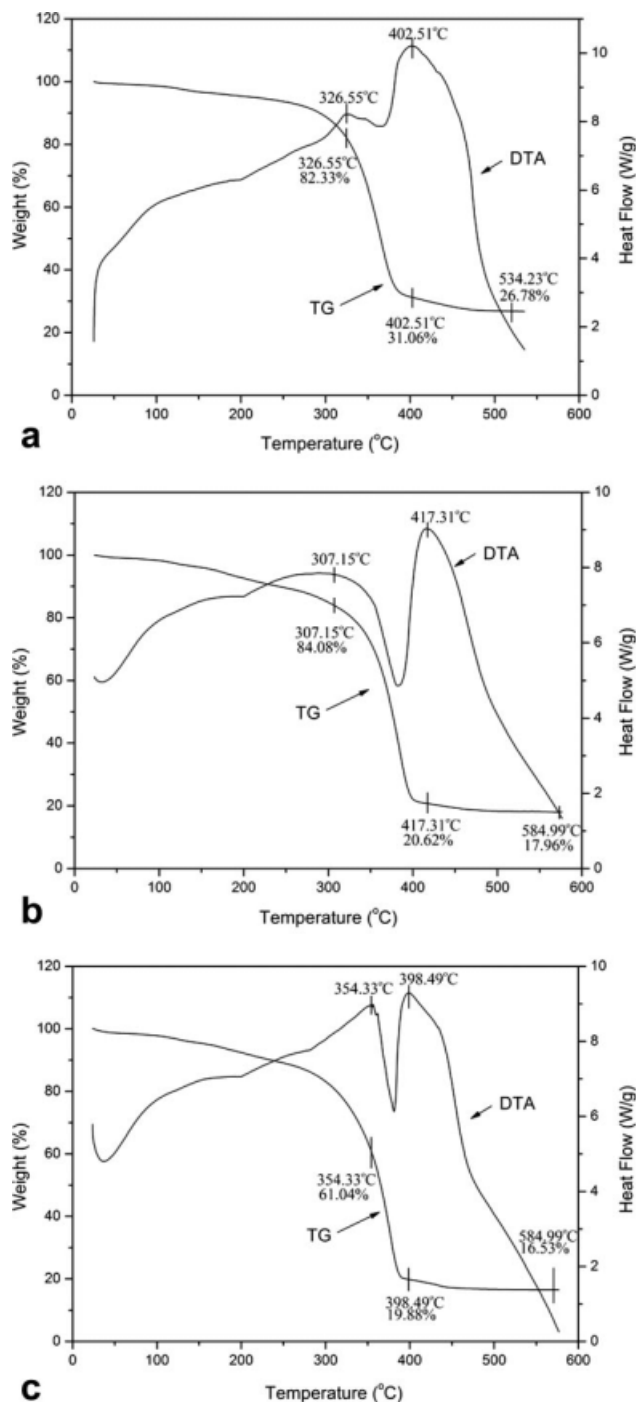 120
100
80
60
40
20
0
Weight (%)
402.51°C
326.55°C
326.55°C
82.33%
DTA
TG
402.51°C
31.06%
534.23°C
26.78%
10
8
6
4
2
0
Heat Flow (W/g)
0 100 200 300 400 500 600
Temperature (°C)
a
120
100
80
60
40
20
0
Weight (%)
417.31°C
307.15°C
DTA
307.15°C
84.08%
TG
417.31°C
20.62%
584.99°C
17.96%
10
8
6
4
2
0
Heat Flow (W/g)
0 100 200 300 400 500 600
Temperature (°C)
b
120
100
80
60
40
20
0
Weight (%)
354.33°C
398.49°C
DTA
354.33°C
61.04%
TG
584.99°C
16.53%
398.49°C
19.88%
10
8
6
4
2
0
Heat Flow (W/g)
0 100 200 300 400 500 600
Temperature (°C)
c